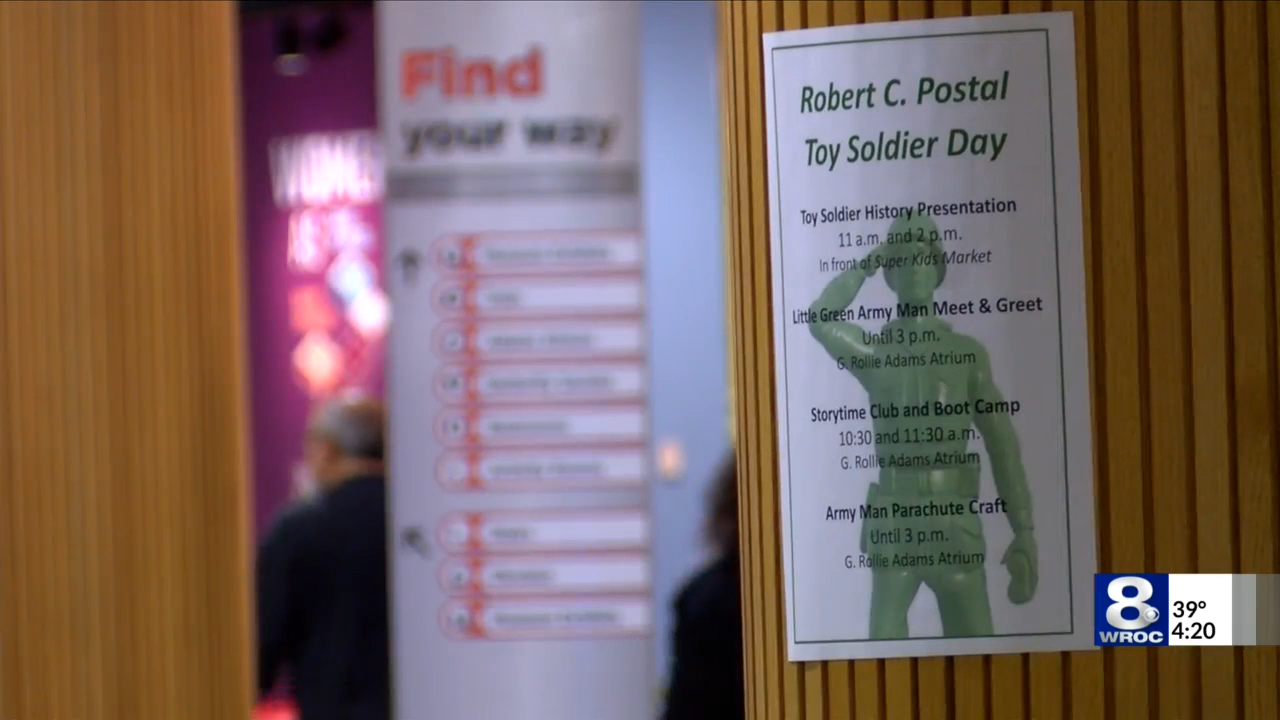 Find
your way
WOMEN
Robert C. Postal
Toy Soldier Day
Toy Soldier History Presentation
11 a.m. and 2 p.m.
In front of Super Kids Market
Little Green Army Man Meet & Greet
Until 3 p.m.
G. Rollie Adams Atrium
Storytime Club and Boot Camp
10:30 and 11:30 a.m.
G. Rollie Adams Atrium
Army Man Parachute Craft
Until 3 p.m.
G. Rollie Adams Atrium
8
WROC
39°
4:20